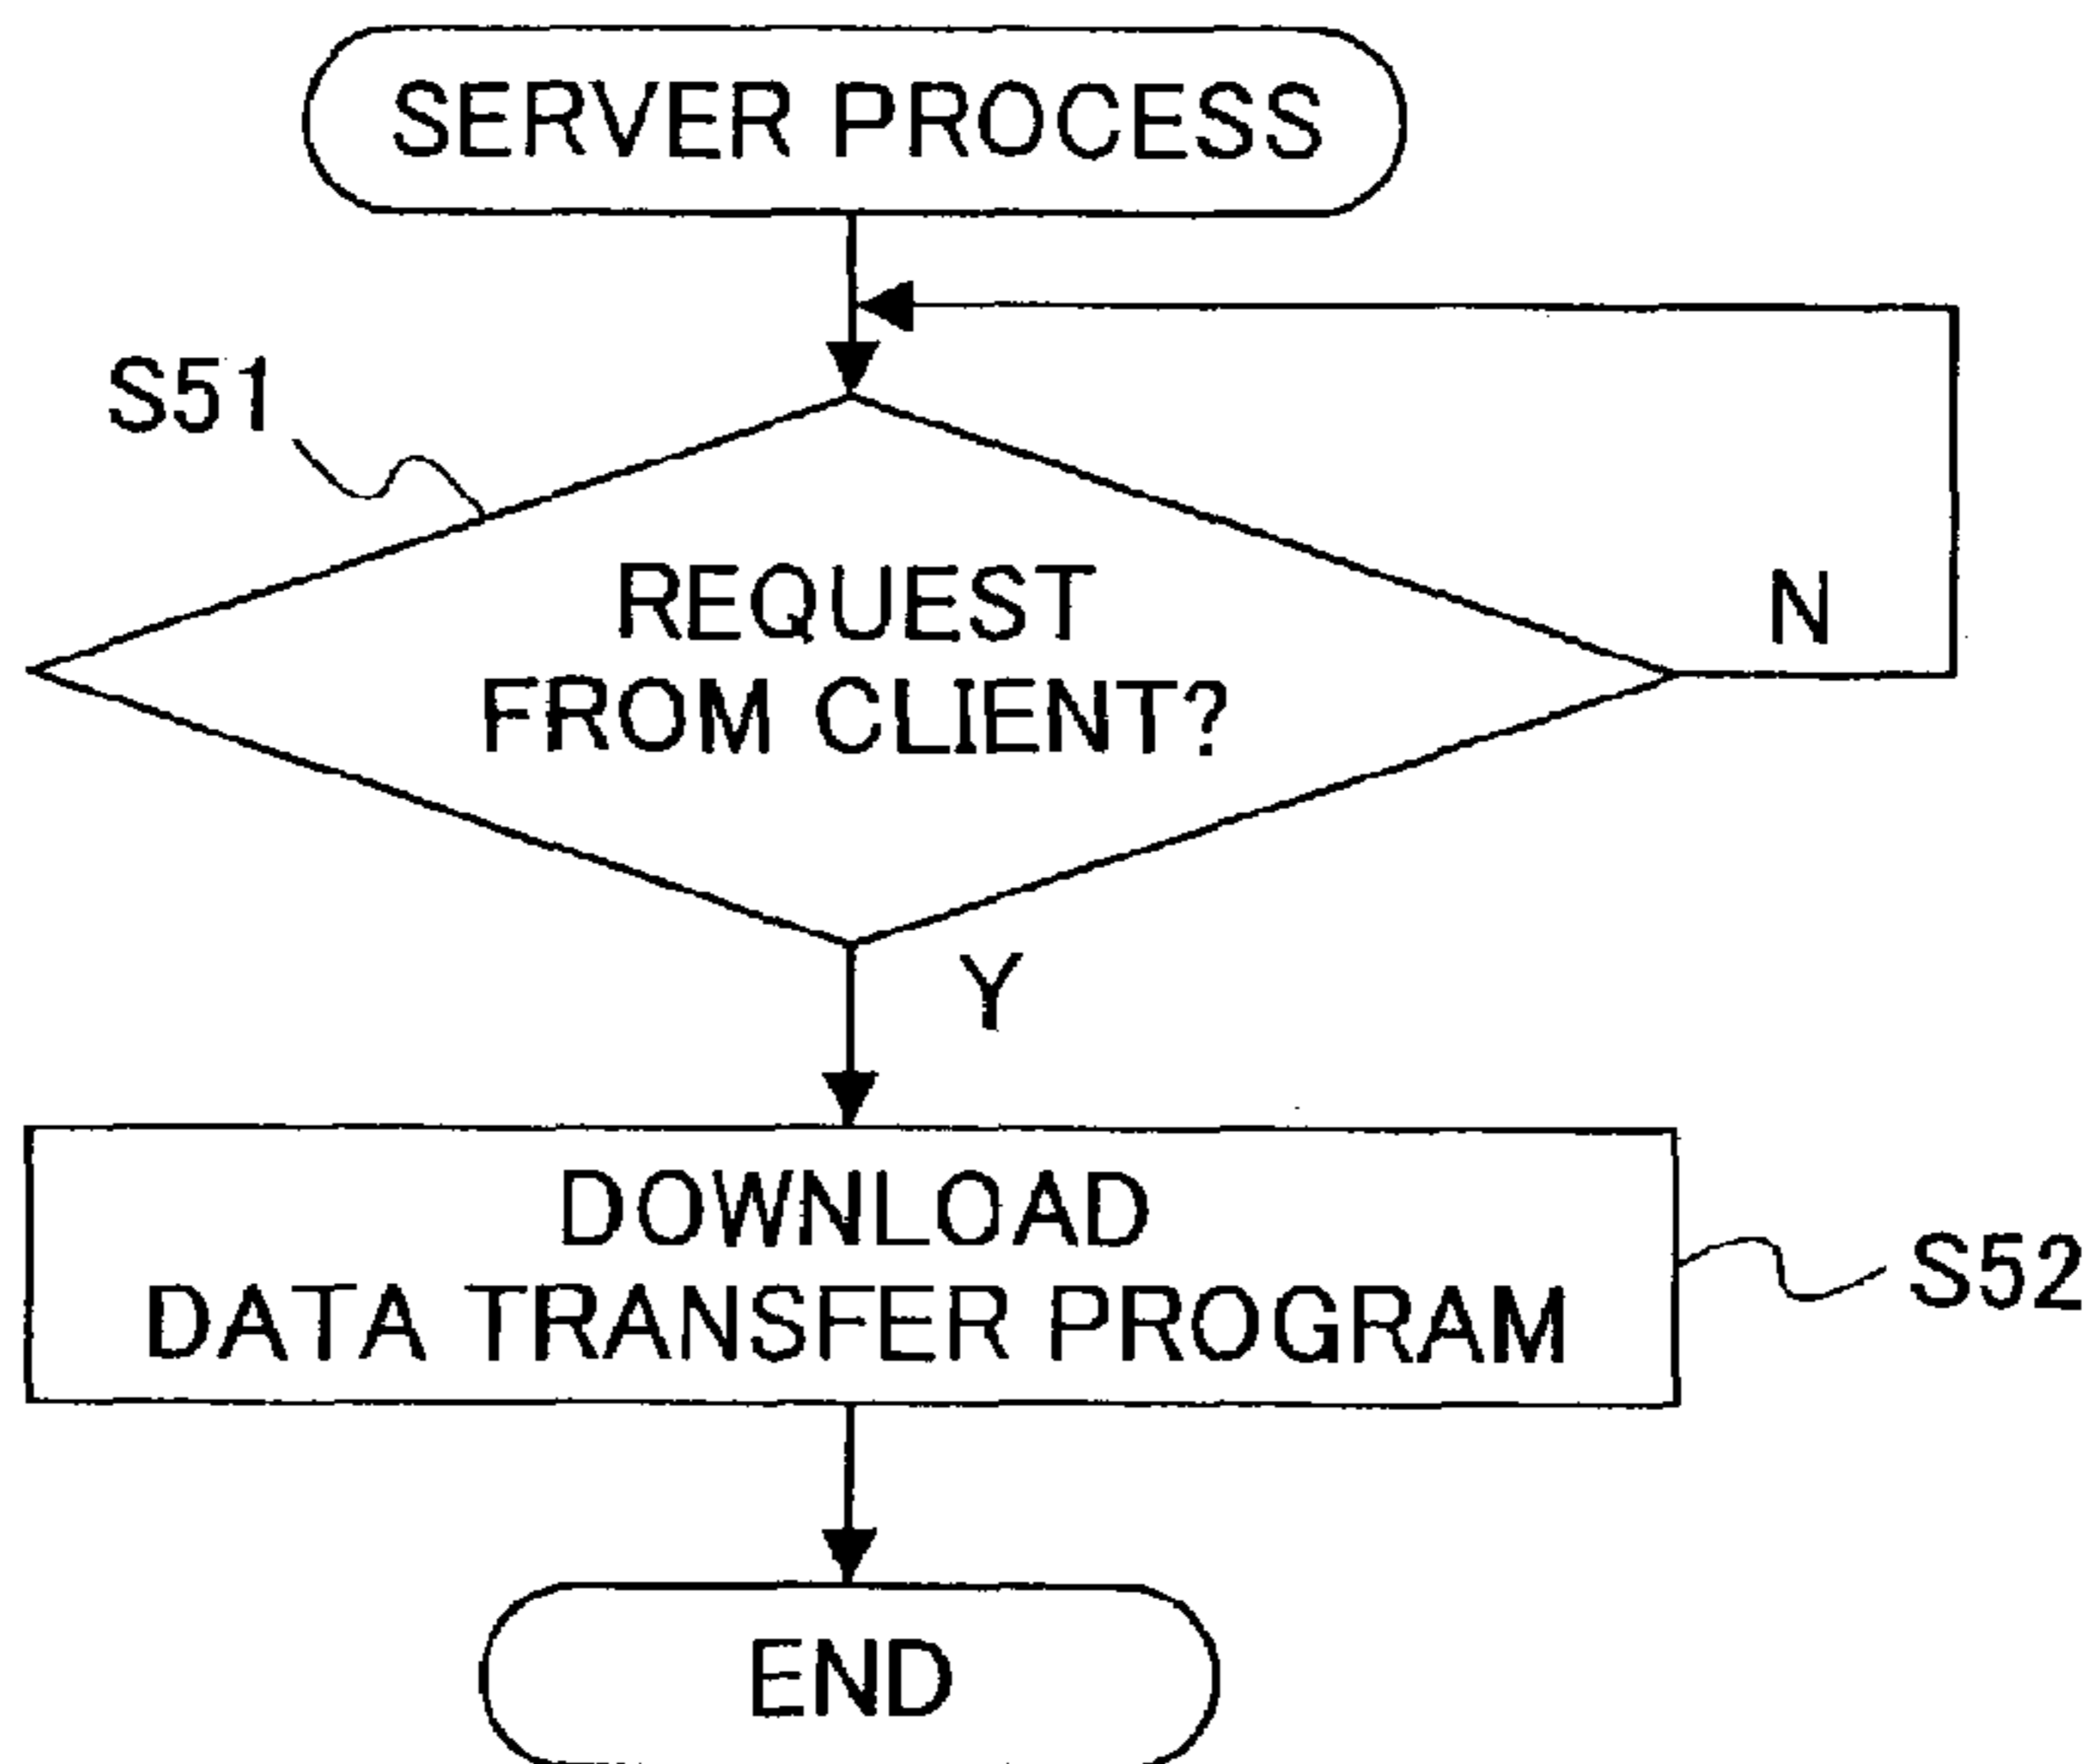 SERVER PROCESS
S51
REQUEST
FROM CLIENT?
N
Y
DOWNLOAD
DATA TRANSFER PROGRAM
S52
END